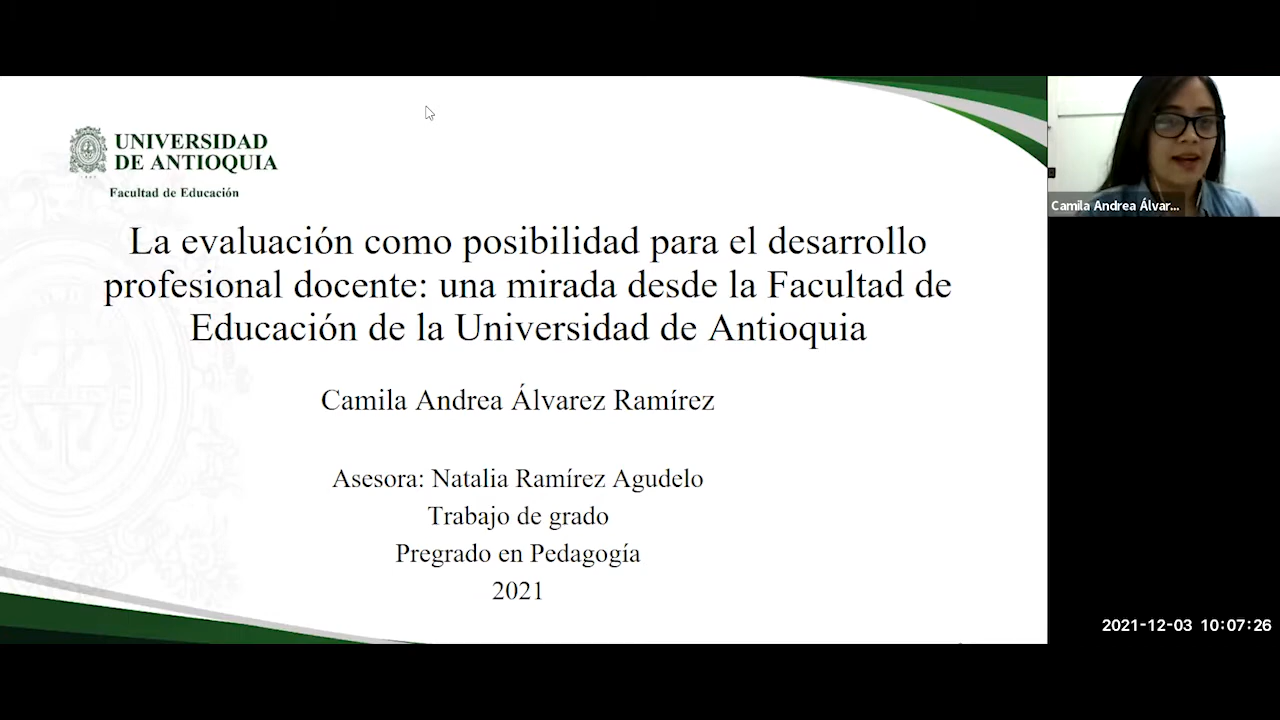 UNIVERSIDAD
DE ANTIOQUIA
Facultad de Educación
La evaluación como posibilidad para el desarrollo
profesional docente: una mirada desde la Facultad de
Educación de la Universidad de Antioquia
Camila Andrea Álvarez Ramírez
Asesora: Natalia Ramírez Agudelo
Trabajo de grado
Pregrado en Pedagogía
2021
Camila Andrea Álvar...
2021-12-03 10:07:26